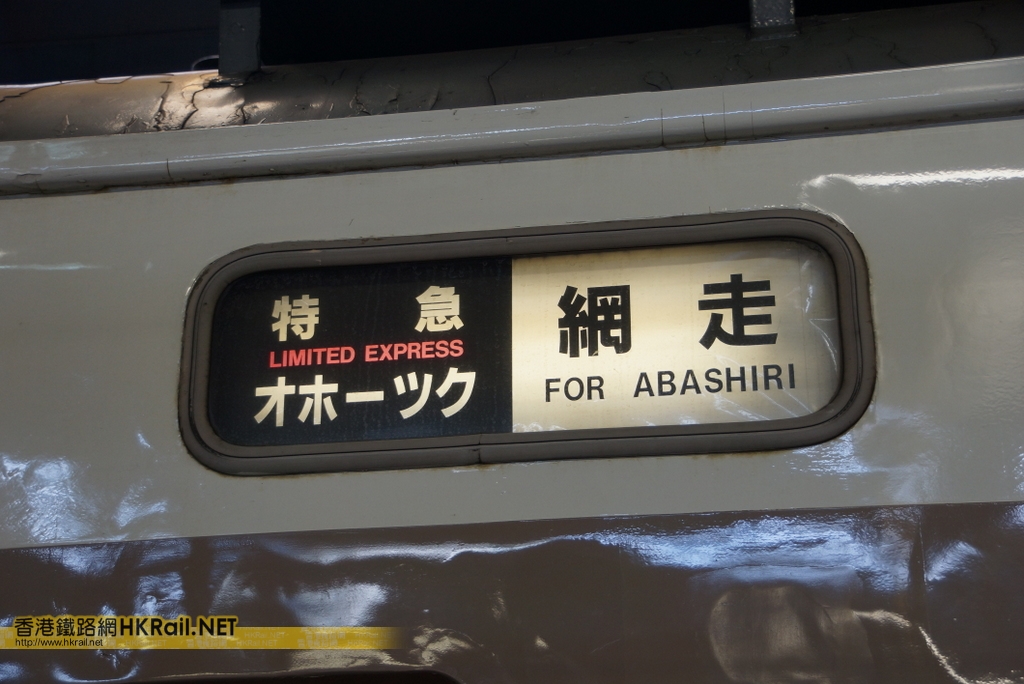 特急
LIMITED EXPRESS
オホーツク
網走
FOR ABASHIRI
香港鐵路網HKRail.NET
http://www.hkrail.net